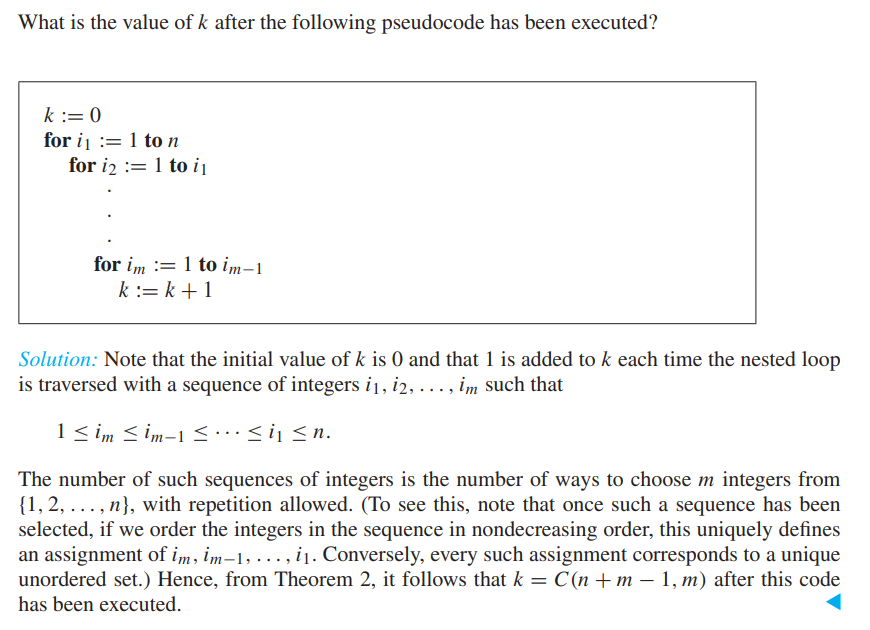 What is the value of k after the following pseudocode has been executed?
k := 0
for i₁ := 1 to n
for i₂ := 1 to i₁
.
.
.
for iₘ := 1 to iₘ₋₁
k := k + 1
Solution: Note that the initial value of k is 0 and that 1 is added to k each time the nested loop
is traversed with a sequence of integers i₁, i₂, . . . , iₘ such that
1 ≤ iₘ ≤ iₘ₋₁ ≤ · · · ≤ i₁ ≤ n.
The number of such sequences of integers is the number of ways to choose m integers from
{1, 2, . . . , n}, with repetition allowed. (To see this, note that once such a sequence has been
selected, if we order the integers in the sequence in nondecreasing order, this uniquely defines
an assignment of iₘ, iₘ₋₁, . . . , i₁. Conversely, every such assignment corresponds to a unique
unordered set.) Hence, from Theorem 2, it follows that k = C(n + m − 1, m) after this code
has been executed.